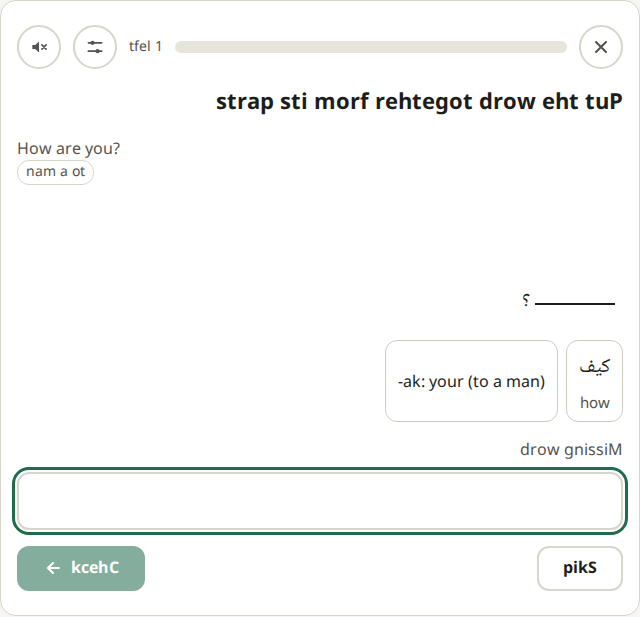 tfel 1
strap sti morf rehtegot drow eht tuP
How are you?
nam a ot
؟
كيف
how
-ak: your (to a man)
drow gnissiM
kcehC
pikS